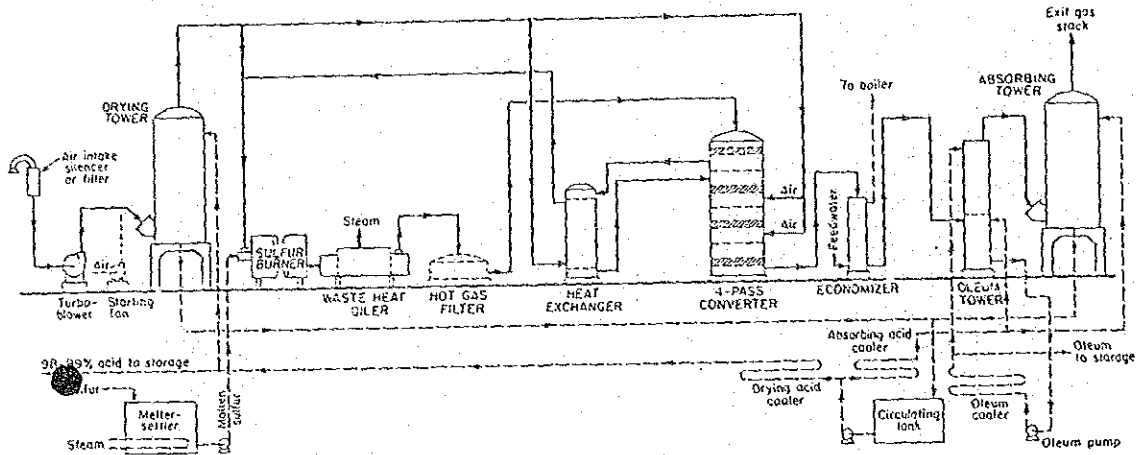 Exit gas
stack
ABSORBING
TOWER
To boiler
DRYING
TOWER
Air intake
silencer
or filter
Air
Air
Steam
Feedwater
SULFUR
BURNER
Air
Turbo-
blower
Starting
fan
WASTE HEAT
HOT GAS
FILTER
HEAT
EXCHANGER
4-PASS
CONVERTER
ECONOMIZER
OLEUM
TOWER
98-99% acid to storage
Absorbing acid
cooler
Oleum
to storage
Drying acid
cooler
Molten
sulfur
Melter-
settler
Circulating
tank
Oleum
cooler
Steam
Oleum pump